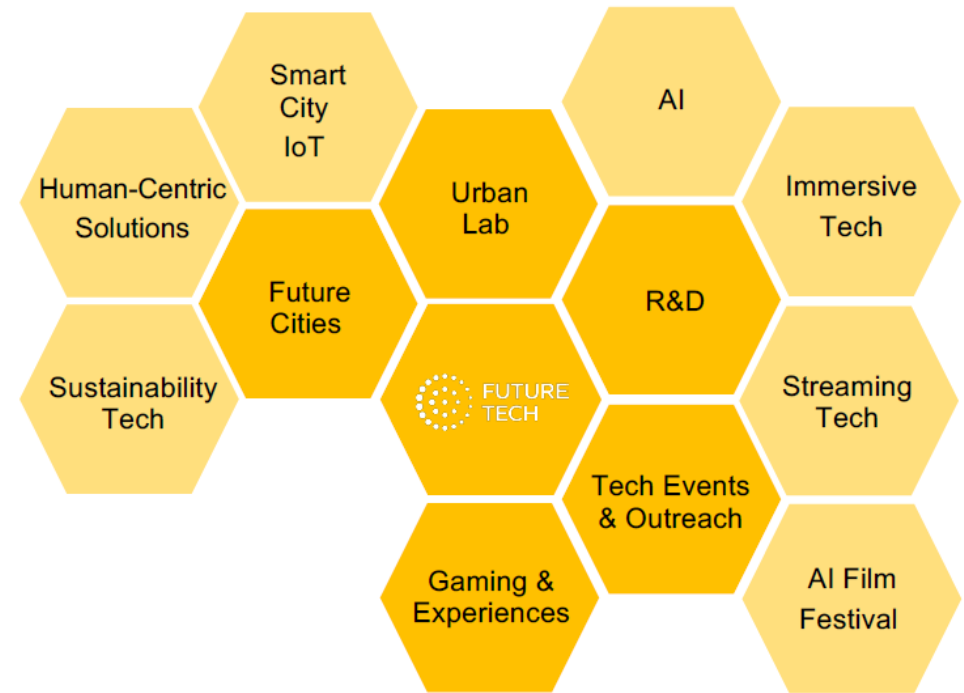 Smart
City
IoT
AI
Human-Centric
Solutions
Urban
Lab
Immersive
Tech
Future
Cities
R&D
Sustainability
Tech
FUTURE
TECH
Streaming
Tech
Tech Events
& Outreach
Gaming &
Experiences
AI Film
Festival